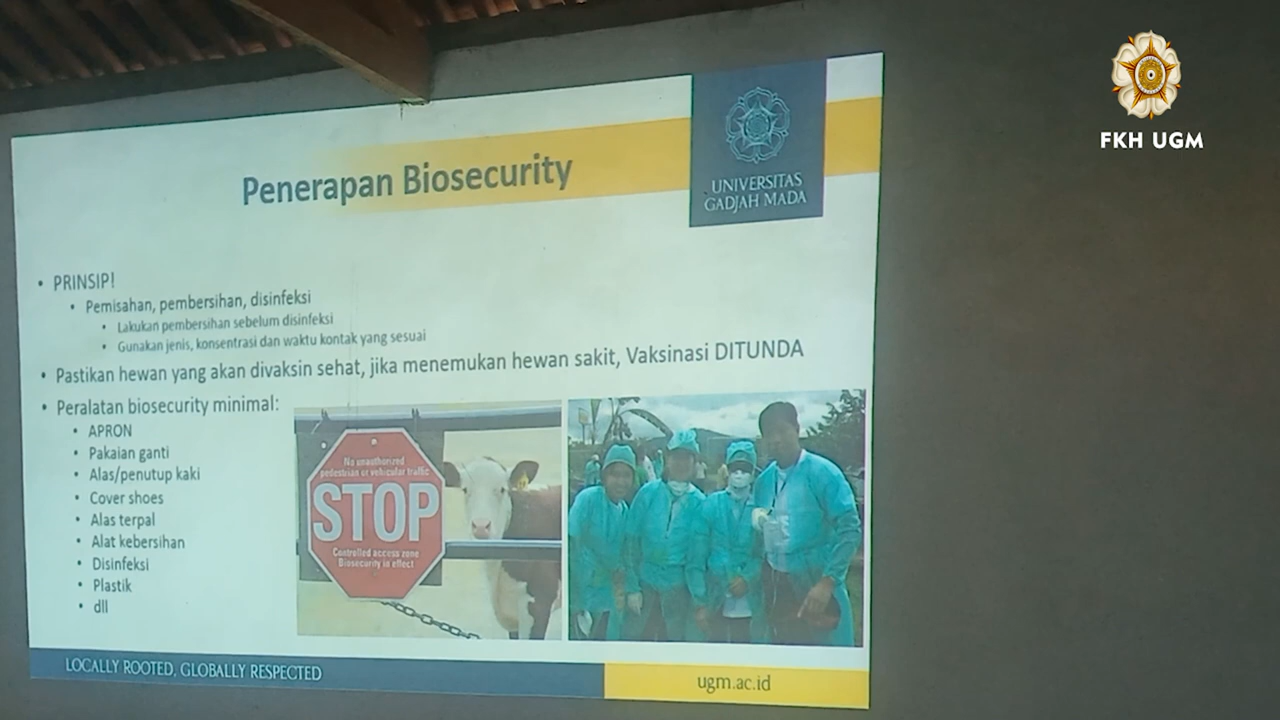 FKH UGM
UNIVERSITAS
GADJAH MADA
Penerapan Biosecurity
• PRINSIP!
• Pemisahan, pembersihan, disinfeksi
• Lakukan pembersihan sebelum disinfeksi
• Gunakan jenis, konsentrasi dan waktu kontak yang sesuai
• Pastikan hewan yang akan divaksin sehat, jika menemukan hewan sakit, Vaksinasi DITUNDA
• Peralatan biosecurity minimal:
• APRON
• Pakaian ganti
• Alas/penutup kaki
• Cover shoes
• Alas terpal
• Alat kebersihan
• Disinfeksi
• Plastik
• dll
No unauthorized
pedestrian or vehicular traffic
STOP
Controlled access zone
Biosecurity in effect
LOCALLY ROOTED, GLOBALLY RESPECTED
ugm.ac.id